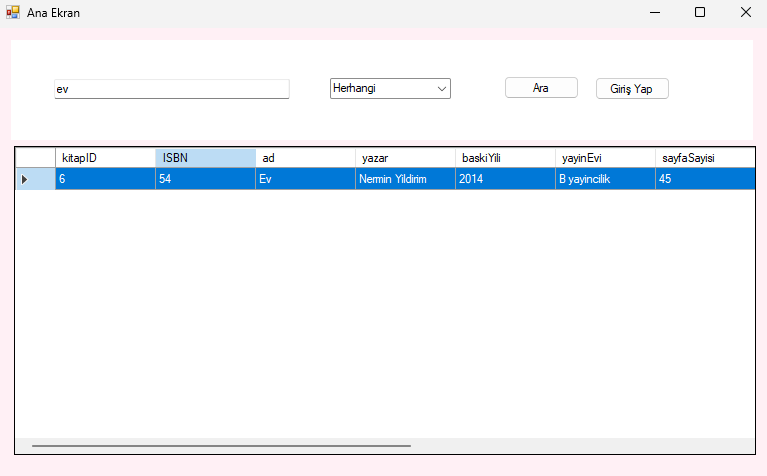 Ana Ekran
ev Herhangi Ara Giriş Yap
kitapID ISBN ad yazar baskiYili yayinEvi sayfaSayisi
6 54 Ev Nermin Yildirim 2014 B yayincilik 45